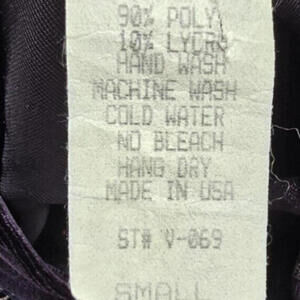 90% POLY
10% LYDRG
HAND WASH
MACHINE WASH
COLD WATER
NO BLEACH
HANG DRY
MADE IN USA
ST# V-069
SMALL